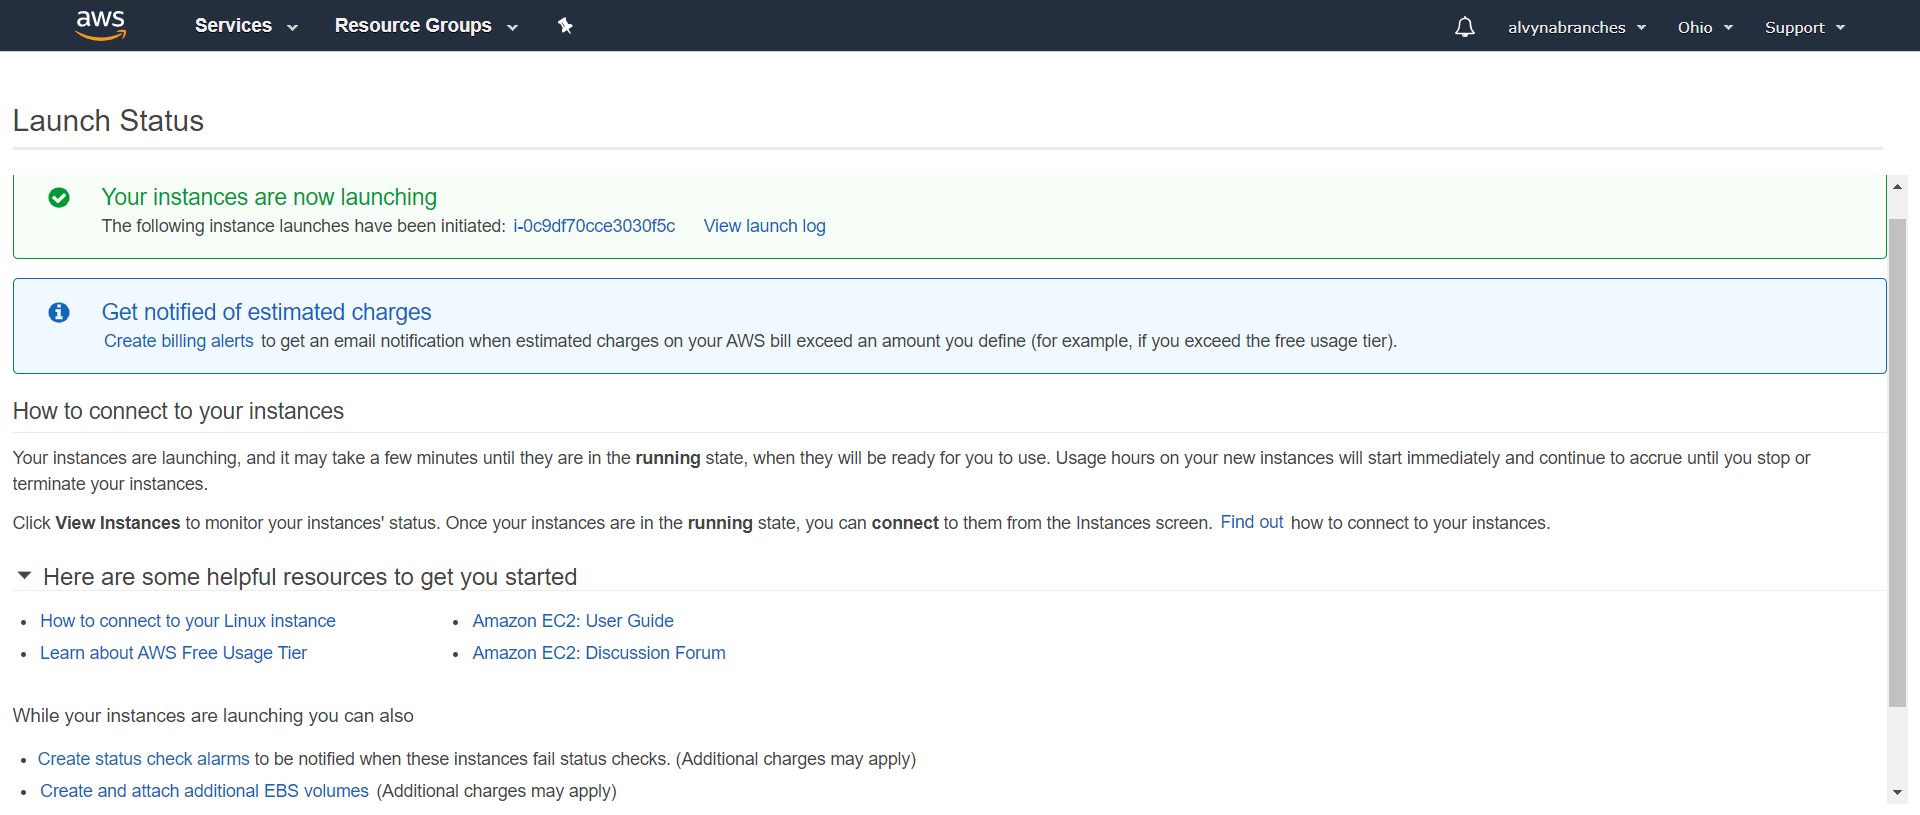 aws Services Resource Groups alvynabranches Ohio Support
Launch Status
Your instances are now launching
The following instance launches have been initiated: i-0c9df70cce3030f5c View launch log
Get notified of estimated charges
Create billing alerts to get an email notification when estimated charges on your AWS bill exceed an amount you define (for example, if you exceed the free usage tier).
How to connect to your instances
Your instances are launching, and it may take a few minutes until they are in the running state, when they will be ready for you to use. Usage hours on your new instances will start immediately and continue to accrue until you stop or
terminate your instances.
Click View Instances to monitor your instances' status. Once your instances are in the running state, you can connect to them from the Instances screen. Find out how to connect to your instances.
Here are some helpful resources to get you started
How to connect to your Linux instance
Learn about AWS Free Usage Tier
Amazon EC2: User Guide
Amazon EC2: Discussion Forum
While your instances are launching you can also
Create status check alarms to be notified when these instances fail status checks. (Additional charges may apply)
Create and attach additional EBS volumes (Additional charges may apply)